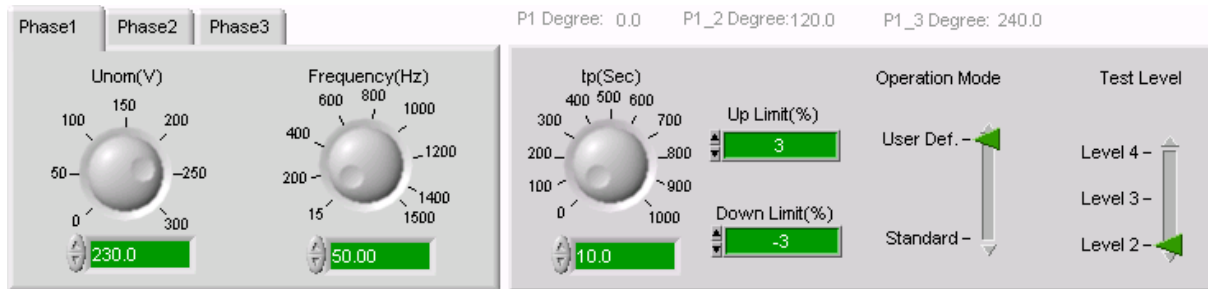 Phase1 Phase2 Phase3
P1 Degree: 0.0 P1_2 Degree:120.0 P1_3 Degree: 240.0
Unom(V)
150
100 200
50 250
0 300
230.0
Frequency(Hz)
600 800 1000
400 1200
200 1400
15 1500
50.00
tp(Sec)
400 500 600
300 700
200 800
100 900
0 1000
10.0
Up Limit(%)
3
Down Limit(%)
-3
Operation Mode
User Def.
Standard
Test Level
Level 4
Level 3
Level 2